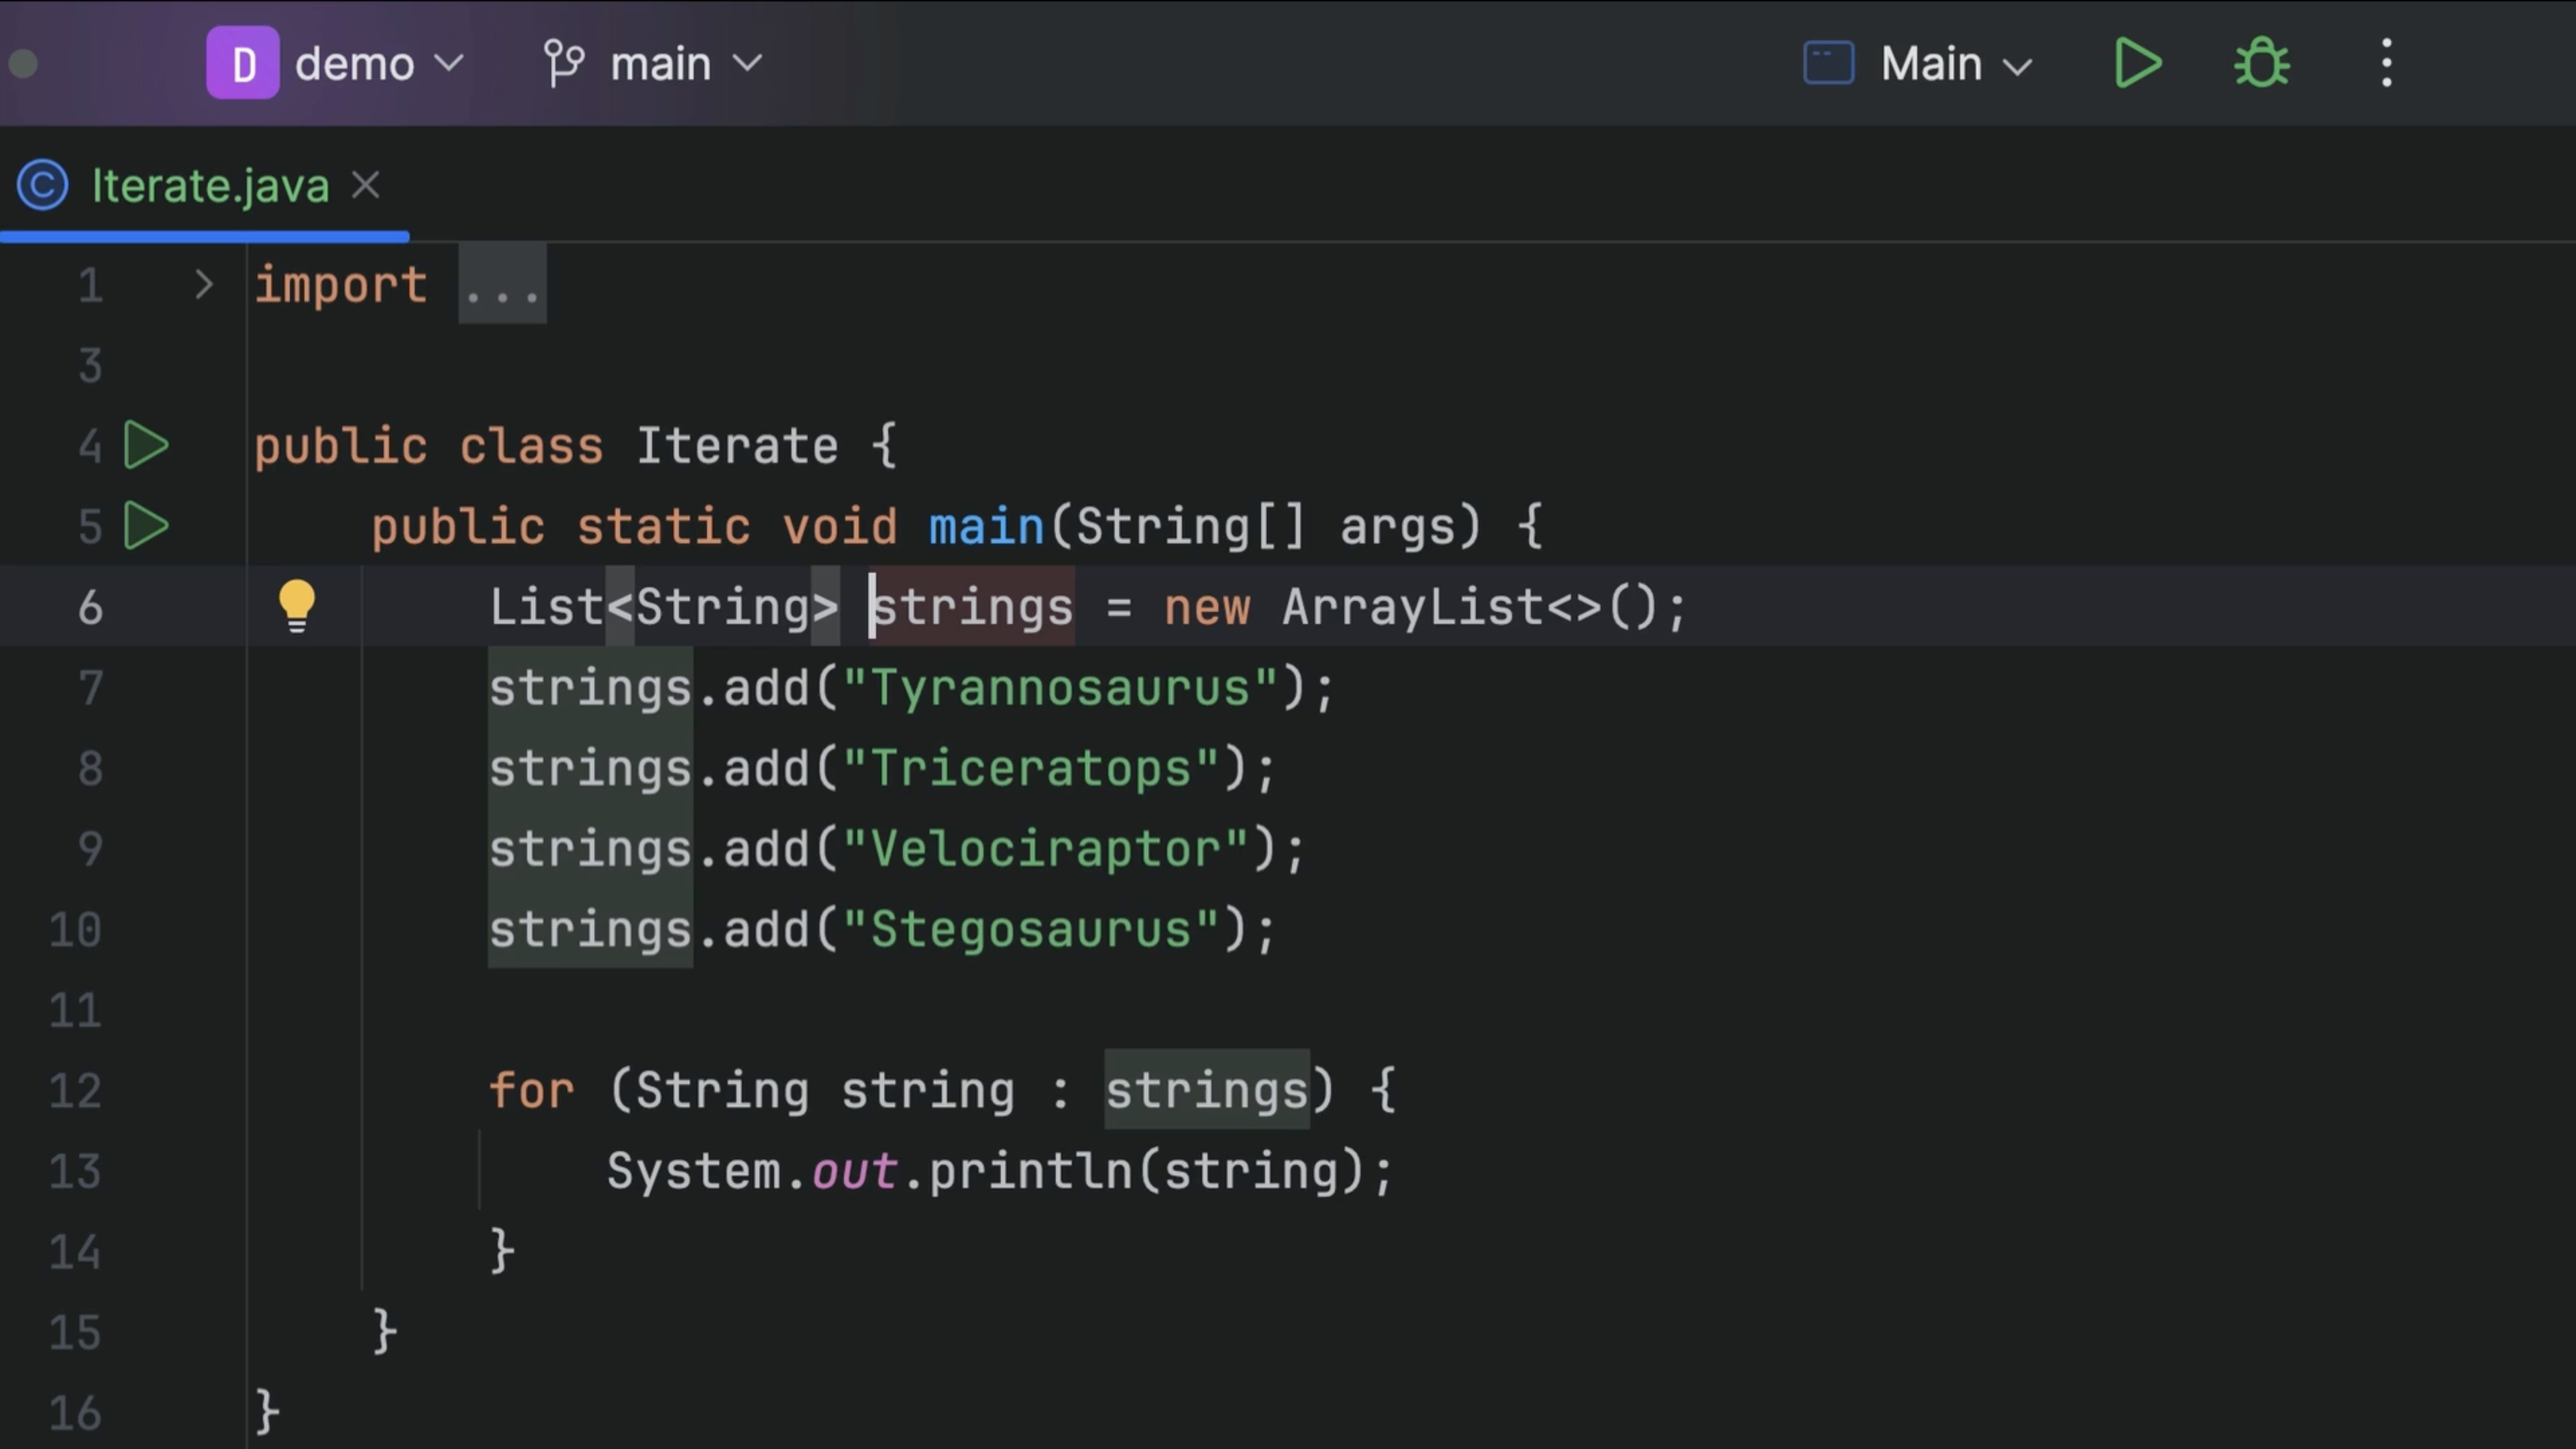 D demo main Main
Iterate.java
1 import ...
3
4 public class Iterate {
5 public static void main(String[] args) {
6 List<String> strings = new ArrayList<>();
7 strings.add("Tyrannosaurus");
8 strings.add("Triceratops");
9 strings.add("Velociraptor");
10 strings.add("Stegosaurus");
11
12 for (String string : strings) {
13 System.out.println(string);
14 }
15 }
16 }